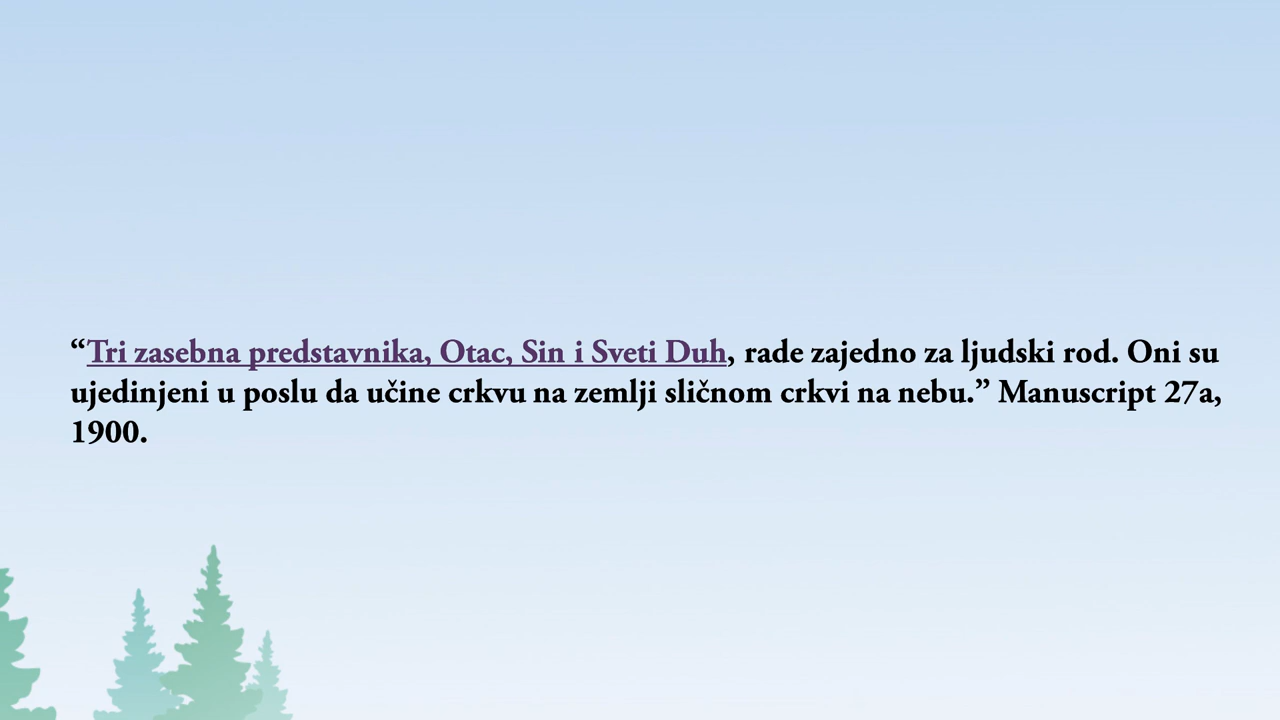 “Tri zasebna predstavnika, Otac, Sin i Sveti Duh, rade zajedno za ljudski rod. Oni su
ujedinjeni u poslu da učine crkvu na zemlji sličnom crkvi na nebu.” Manuscript 27a,
1900.